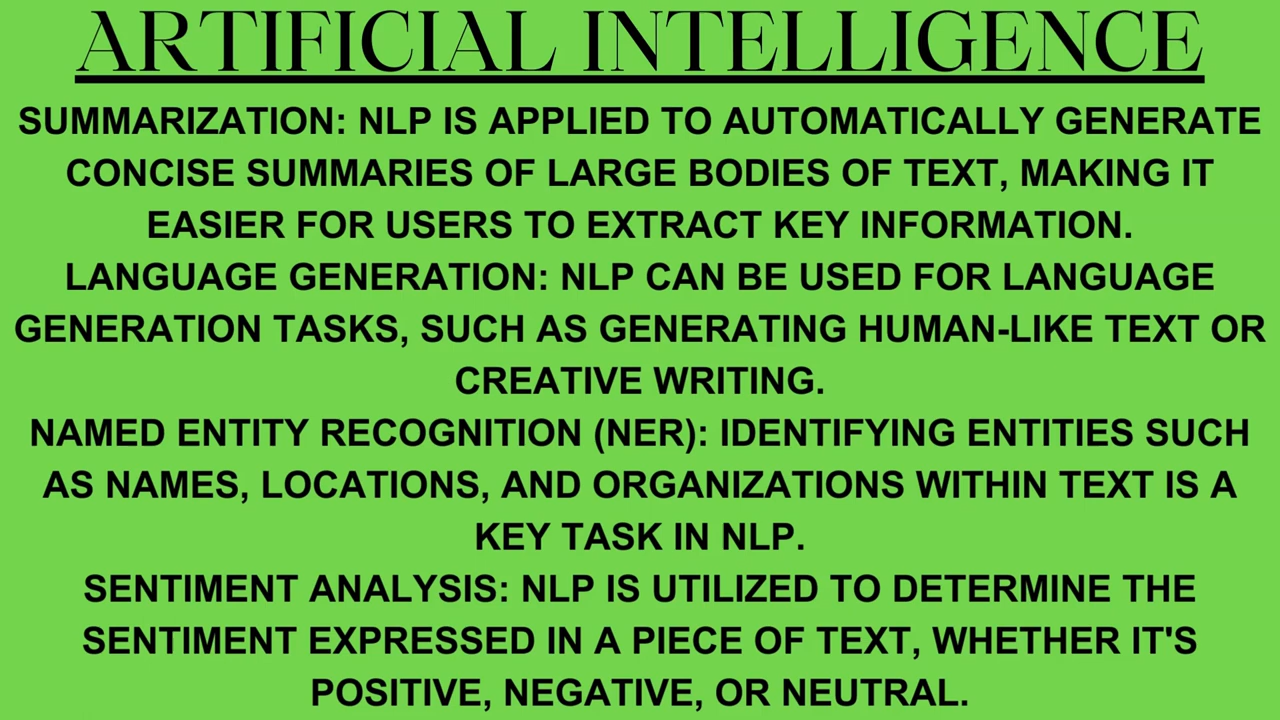 ARTIFICIAL INTELLIGENCE
SUMMARIZATION: NLP IS APPLIED TO AUTOMATICALLY GENERATE
CONCISE SUMMARIES OF LARGE BODIES OF TEXT, MAKING IT
EASIER FOR USERS TO EXTRACT KEY INFORMATION.
LANGUAGE GENERATION: NLP CAN BE USED FOR LANGUAGE
GENERATION TASKS, SUCH AS GENERATING HUMAN-LIKE TEXT OR
CREATIVE WRITING.
NAMED ENTITY RECOGNITION (NER): IDENTIFYING ENTITIES SUCH
AS NAMES, LOCATIONS, AND ORGANIZATIONS WITHIN TEXT IS A
KEY TASK IN NLP.
SENTIMENT ANALYSIS: NLP IS UTILIZED TO DETERMINE THE
SENTIMENT EXPRESSED IN A PIECE OF TEXT, WHETHER IT'S
POSITIVE, NEGATIVE, OR NEUTRAL.